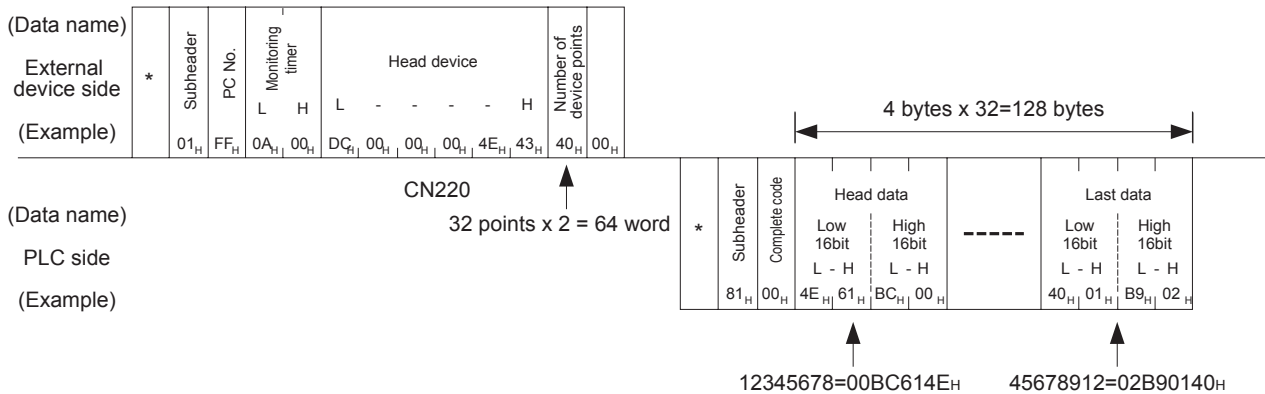 (Data name)
External
device side
(Example)
*
Subheader
01H
PC No.
FFH
Monitoring
timer
L H
0AH 00H
Head device
L - - - - H
DCH 00H 00H 00H 4EH 43H
Number of
device points
40H
00H
CN220
32 points x 2 = 64 word
4 bytes x 32=128 bytes
(Data name)
PLC side
(Example)
*
Subheader
81H
Complete code
00H
Head data
Low
16bit
High
16bit
L - H L - H
4EH 61H BCH 00H
Last data
Low
16bit
High
16bit
L - H L - H
40H 01H B9H 02H
12345678=00BC614EH
45678912=02B90140H